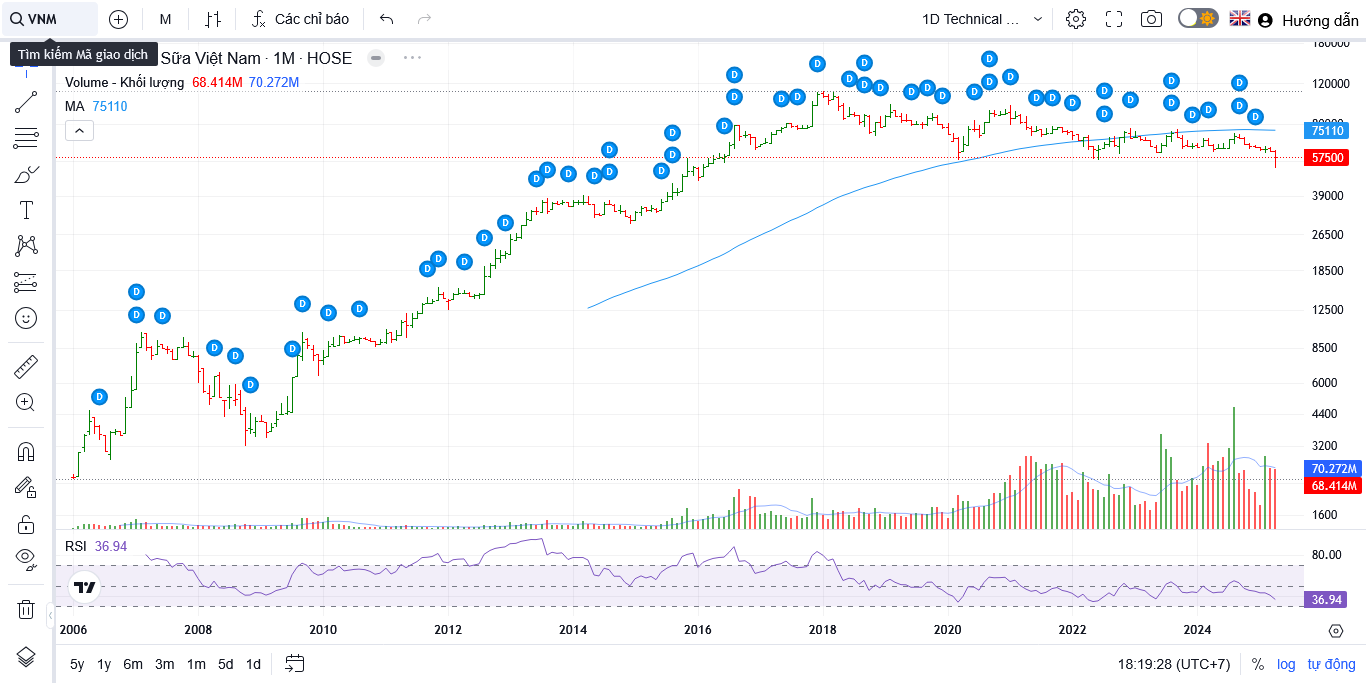 VNM
M
Các chỉ báo
1D Technical ...
Hướng dẫn
Tìm kiếm Mã giao dịch
Sữa Việt Nam · 1M · HOSE
Volume - Khối lượng 68.414M 70.272M
MA 75110
180000
120000
75110
57500
39000
26500
18500
12500
8500
6000
4400
3200
70.272M
68.414M
1600
RSI 36.94
80.00
36.94
2006 2008 2010 2012 2014 2016 2018 2020 2022 2024
5y 1y 6m 3m 1m 5d 1d
18:19:28 (UTC+7) % log tự động